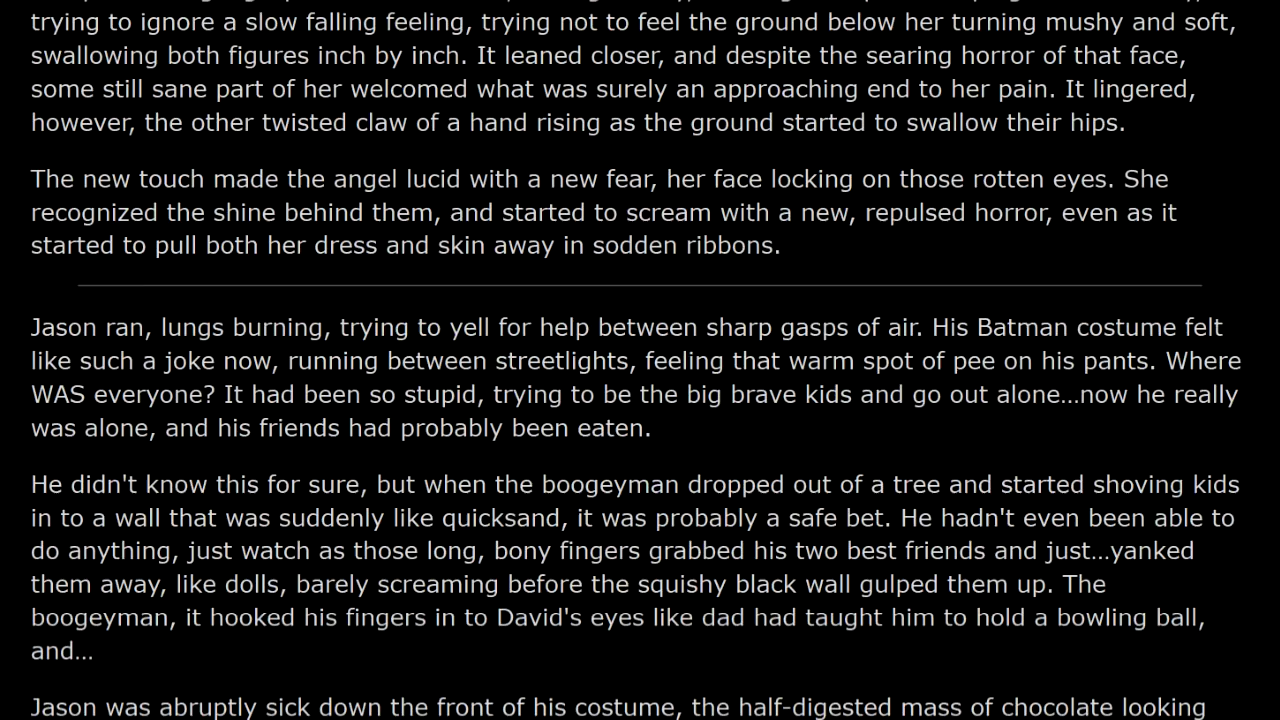 trying to ignore a slow falling feeling, trying not to feel the ground below her turning mushy and soft,
swallowing both figures inch by inch. It leaned closer, and despite the searing horror of that face,
some still sane part of her welcomed what was surely an approaching end to her pain. It lingered,
however, the other twisted claw of a hand rising as the ground started to swallow their hips.
The new touch made the angel lucid with a new fear, her face locking on those rotten eyes. She
recognized the shine behind them, and started to scream with a new, repulsed horror, even as it
started to pull both her dress and skin away in sodden ribbons.
Jason ran, lungs burning, trying to yell for help between sharp gasps of air. His Batman costume felt
like such a joke now, running between streetlights, feeling that warm spot of pee on his pants. Where
WAS everyone? It had been so stupid, trying to be the big brave kids and go out alone…now he really
was alone, and his friends had probably been eaten.
He didn't know this for sure, but when the boogeyman dropped out of a tree and started shoving kids
in to a wall that was suddenly like quicksand, it was probably a safe bet. He hadn't even been able to
do anything, just watch as those long, bony fingers grabbed his two best friends and just…yanked
them away, like dolls, barely screaming before the squishy black wall gulped them up. The
boogeyman, it hooked his fingers in to David's eyes like dad had taught him to hold a bowling ball,
and…
Jason was abruptly sick down the front of his costume, the half-digested mass of chocolate looking